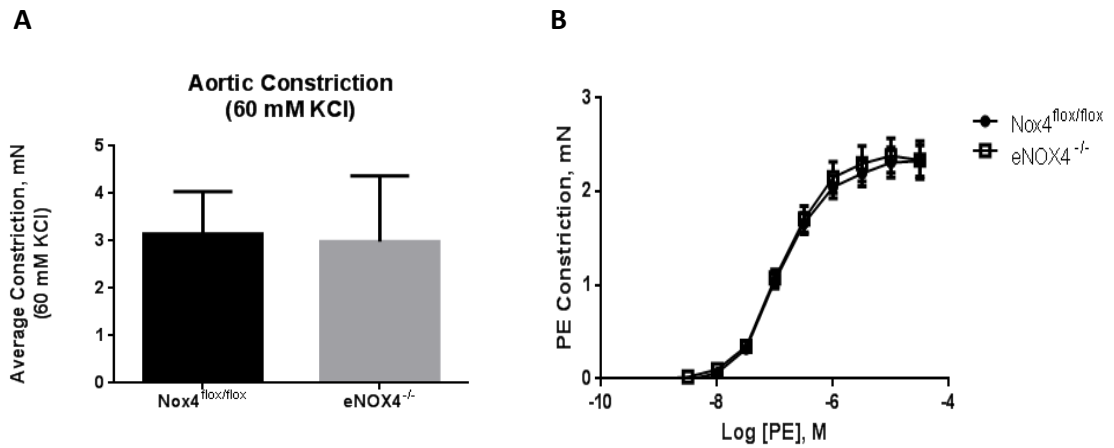 A
B
Aortic Constriction
(60 mM KCl)
Average Constriction, mN
(60 mM KCl)
5
4
3
2
1
0
Nox4flox/flox
eNOX4-/-
PE Constriction, mN
3
2
1
0
-10
-8
-6
-4
Log [PE], M
Nox4flox/flox
eNOX4-/-